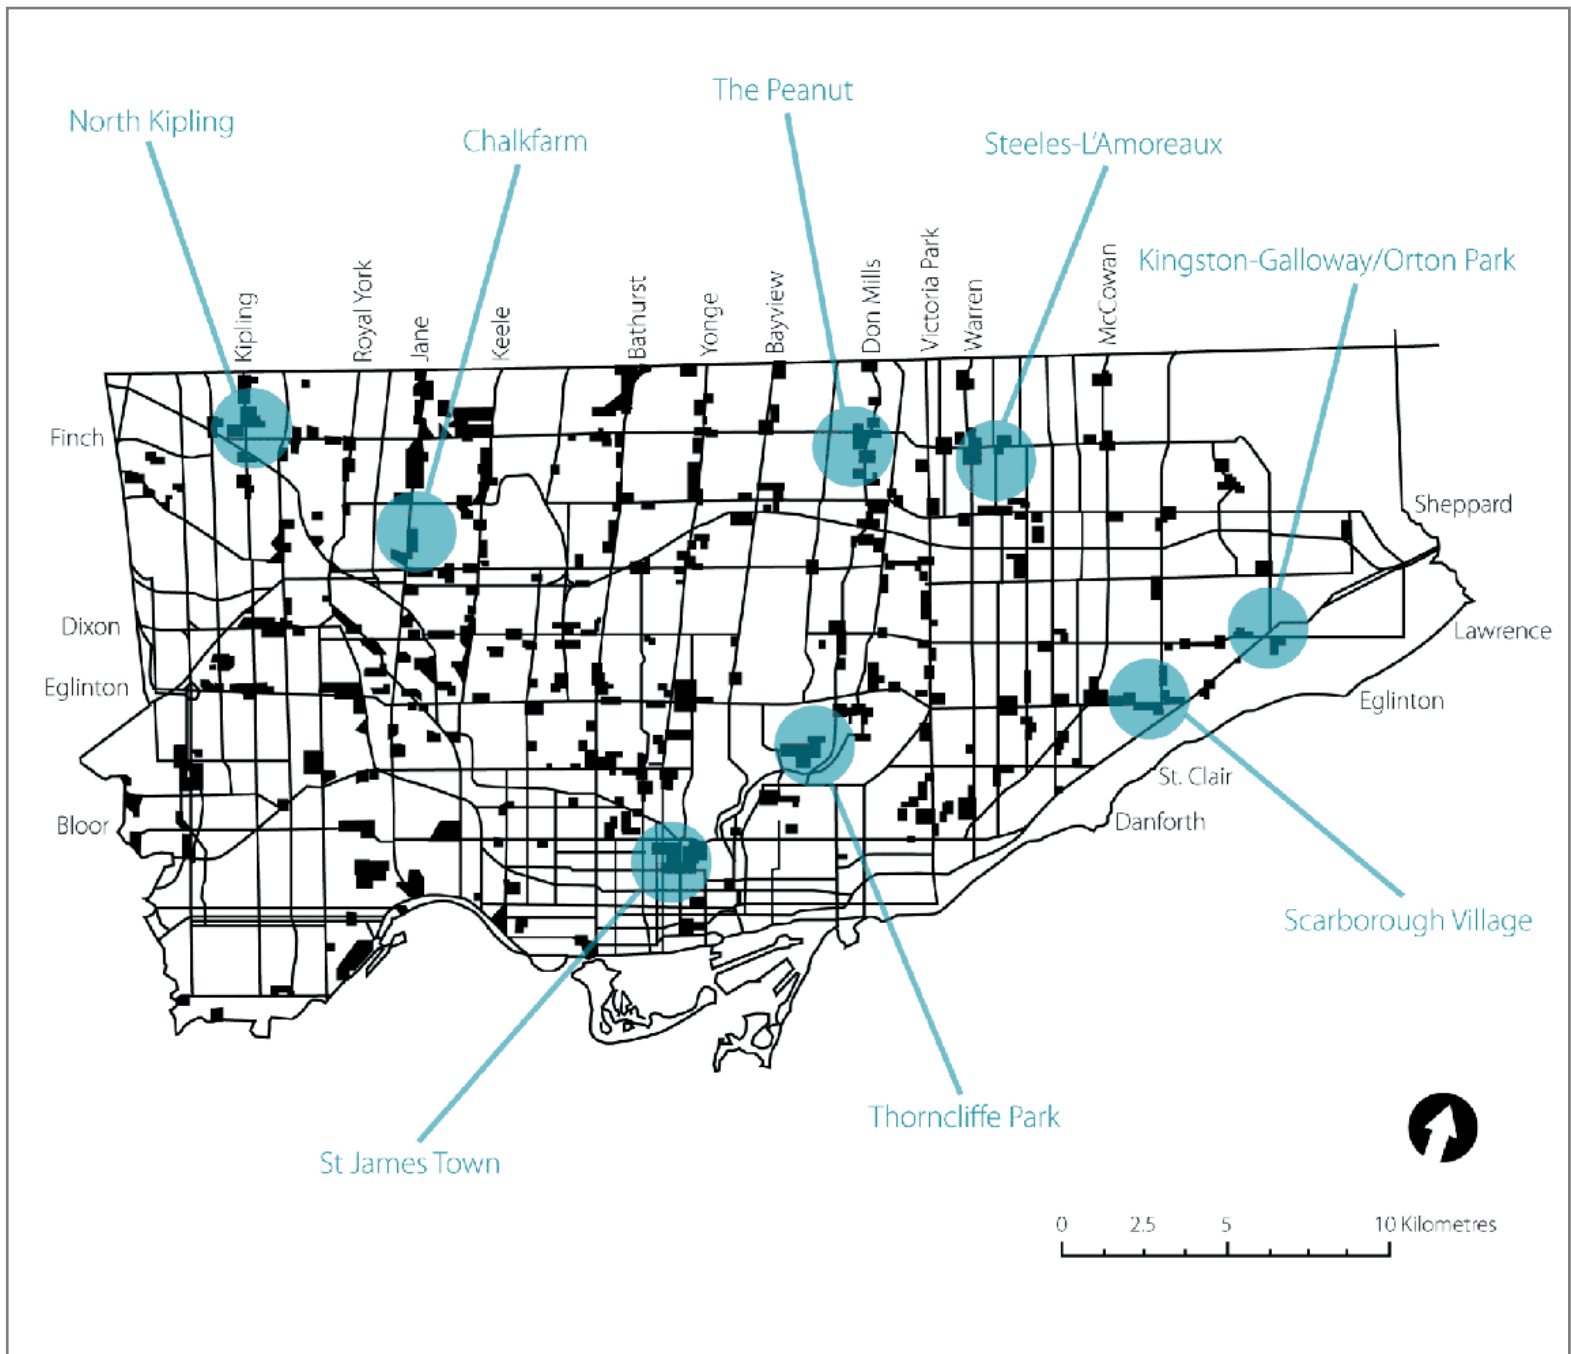 The Peanut
North Kipling
Chalkfarm
Steeles-L'Amoreaux
Kingston-Galloway/Orton Park
Kipling
Royal York
Jane
Keele
Bathurst
Yonge
Bayview
Don Mills
Victoria Park
Warren
McCowan
Finch
Sheppard
Dixon
Lawrence
Eglinton
Eglinton
St. Clair
Bloor
Danforth
Scarborough Village
Thorncliffe Park
St James Town
0 2.5 5 10 Kilometres